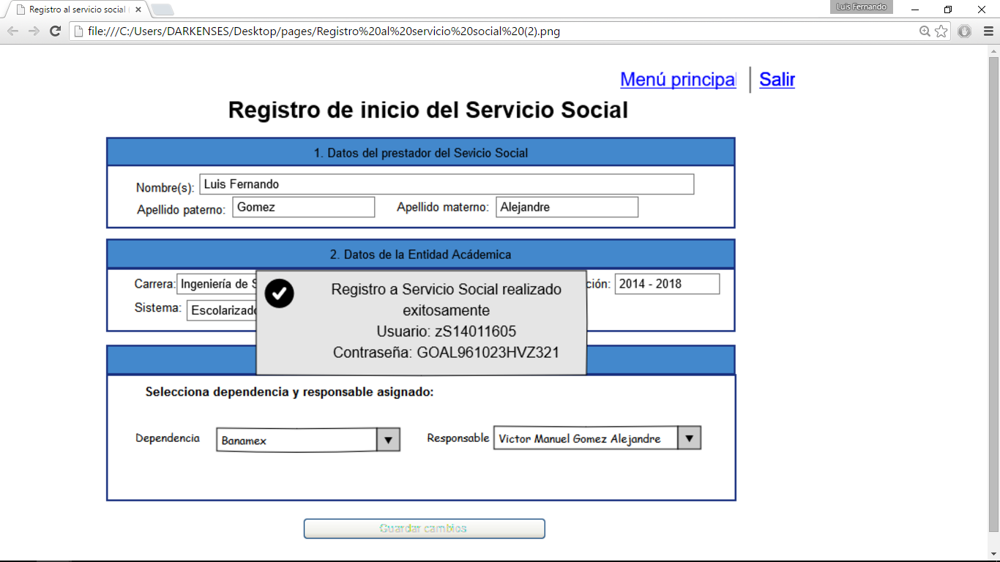 Registro al servicio social
Luis Fernando
file:///C:/Users/DARKENSES/Desktop/pages/Registro%20al%20servicio%20social%20(2).png
Menú principal
Salir
Registro de inicio del Servicio Social
1. Datos del prestador del Sevicio Social
Nombre(s): Luis Fernando
Apellido paterno: Gomez Apellido materno: Alejandre
2. Datos de la Entidad Acádemica
Carrera: Ingeniería de ción: 2014 - 2018
Sistema: Escolarizado
Registro a Servicio Social realizado
exitosamente
Usuario: zS14011605
Contraseña: GOAL961023HVZ321
Selecciona dependencia y responsable asignado:
Dependencia Banamex Responsable Victor Manuel Gomez Alejandre
Guardar cambios